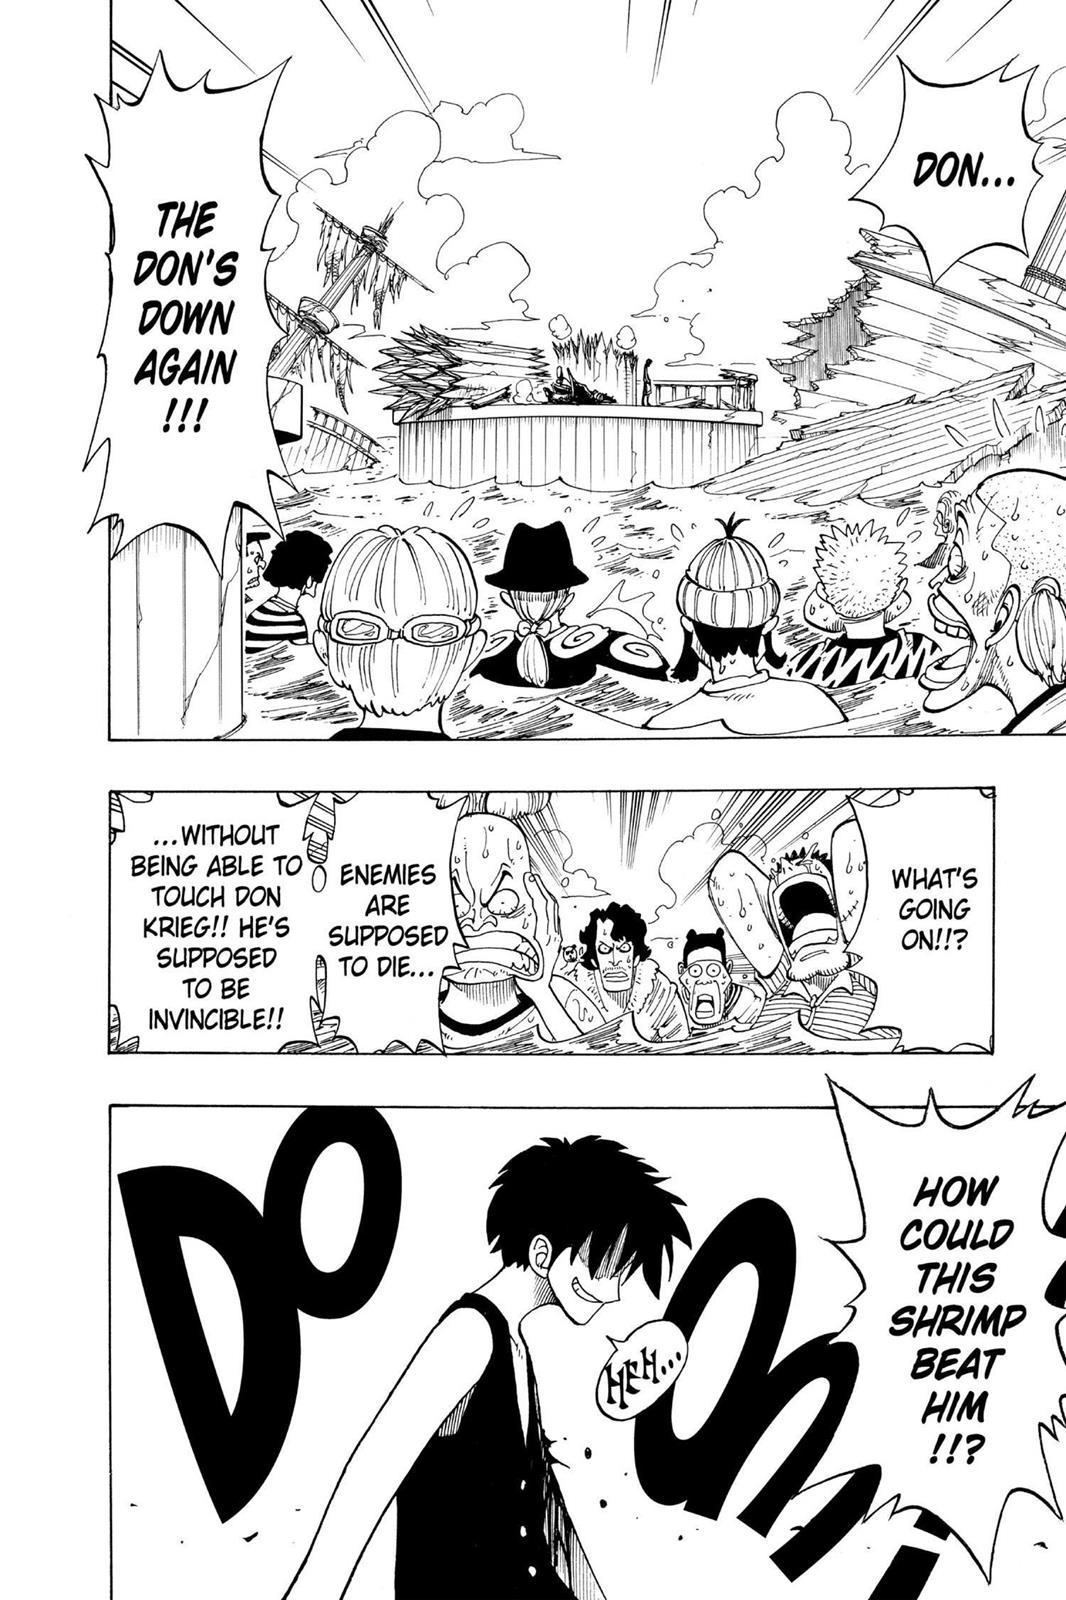 DON...
THE
DON'S
DOWN
AGAIN
!!!
WHAT'S
GOING
ON!!?
ENEMIES
ARE
SUPPOSED
TO DIE...
...WITHOUT
BEING ABLE TO
TOUCH DON
KRIEG!! HE'S
SUPPOSED
TO BE
INVINCIBLE!!
HOW
COULD
THIS
SHRIMP
BEAT
HIM
!!?
HEH...
DOOM!